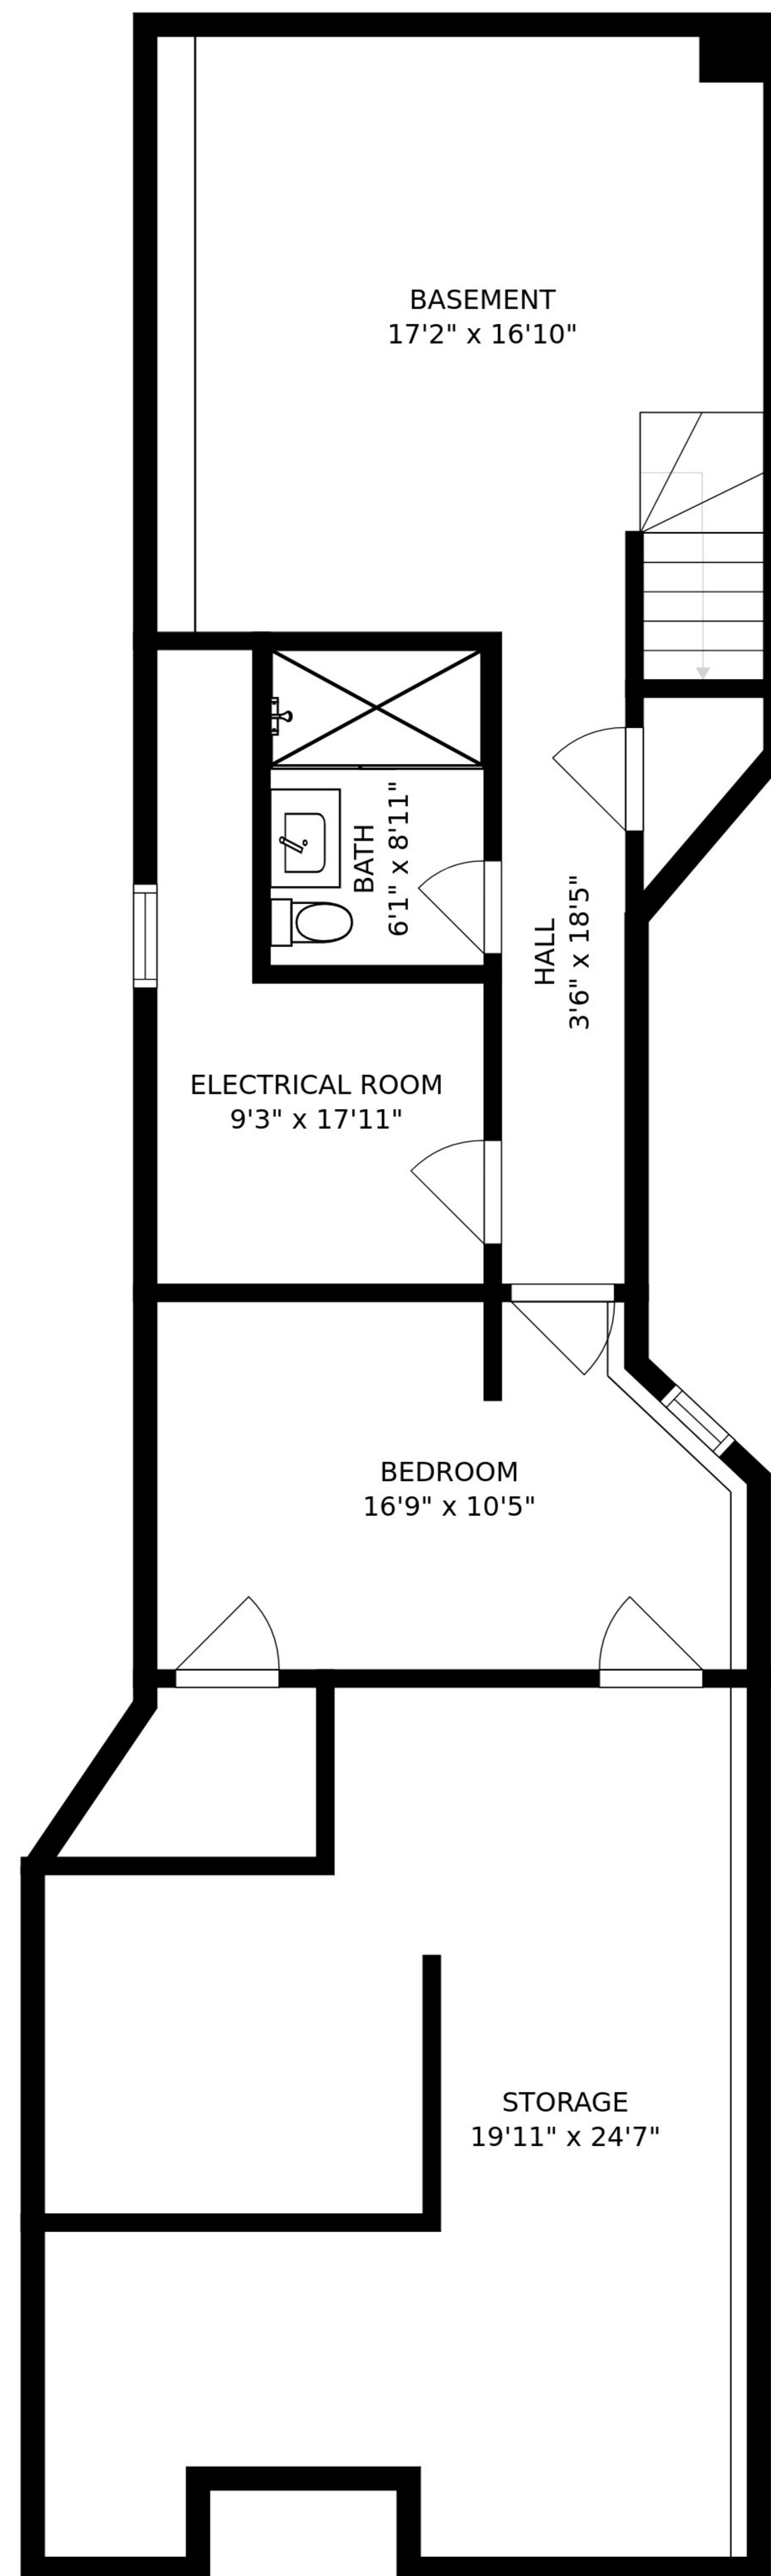 BASEMENT
17'2" x 16'10"
BATH
6'1" x 8'11"
HALL
3'6" x 18'5"
ELECTRICAL ROOM
9'3" x 17'11"
BEDROOM
16'9" x 10'5"
STORAGE
19'11" x 24'7"